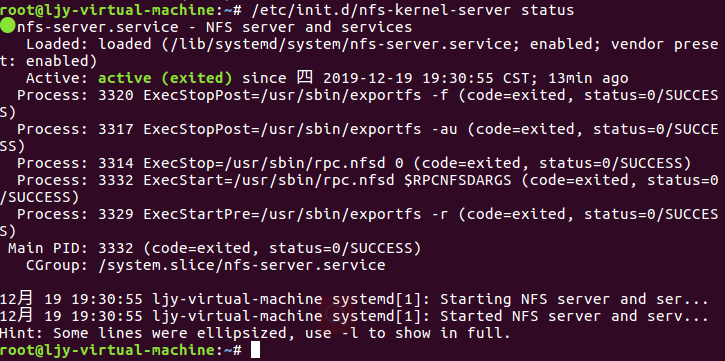 root@ljy-virtual-machine:~# /etc/init.d/nfs-kernel-server status
●nfs-server.service - NFS server and services
   Loaded: loaded (/lib/systemd/system/nfs-server.service; enabled; vendor prese
t: enabled)
   Active: active (exited) since 四 2019-12-19 19:30:55 CST; 13min ago
  Process: 3320 ExecStopPost=/usr/sbin/exportfs -f (code=exited, status=0/SUCCES
S)
  Process: 3317 ExecStopPost=/usr/sbin/exportfs -au (code=exited, status=0/SUCCE
SS)
  Process: 3314 ExecStop=/usr/sbin/rpc.nfsd 0 (code=exited, status=0/SUCCESS)
  Process: 3332 ExecStart=/usr/sbin/rpc.nfsd $RPCNFSDARGS (code=exited, status=0
/SUCCESS)
  Process: 3329 ExecStartPre=/usr/sbin/exportfs -r (code=exited, status=0/SUCCES
S)
 Main PID: 3332 (code=exited, status=0/SUCCESS)
   CGroup: /system.slice/nfs-server.service

12月 19 19:30:55 ljy-virtual-machine systemd[1]: Starting NFS server and ser...
12月 19 19:30:55 ljy-virtual-machine systemd[1]: Started NFS server and serv...
Hint: Some lines were ellipsized, use -l to show in full.
root@ljy-virtual-machine:~#